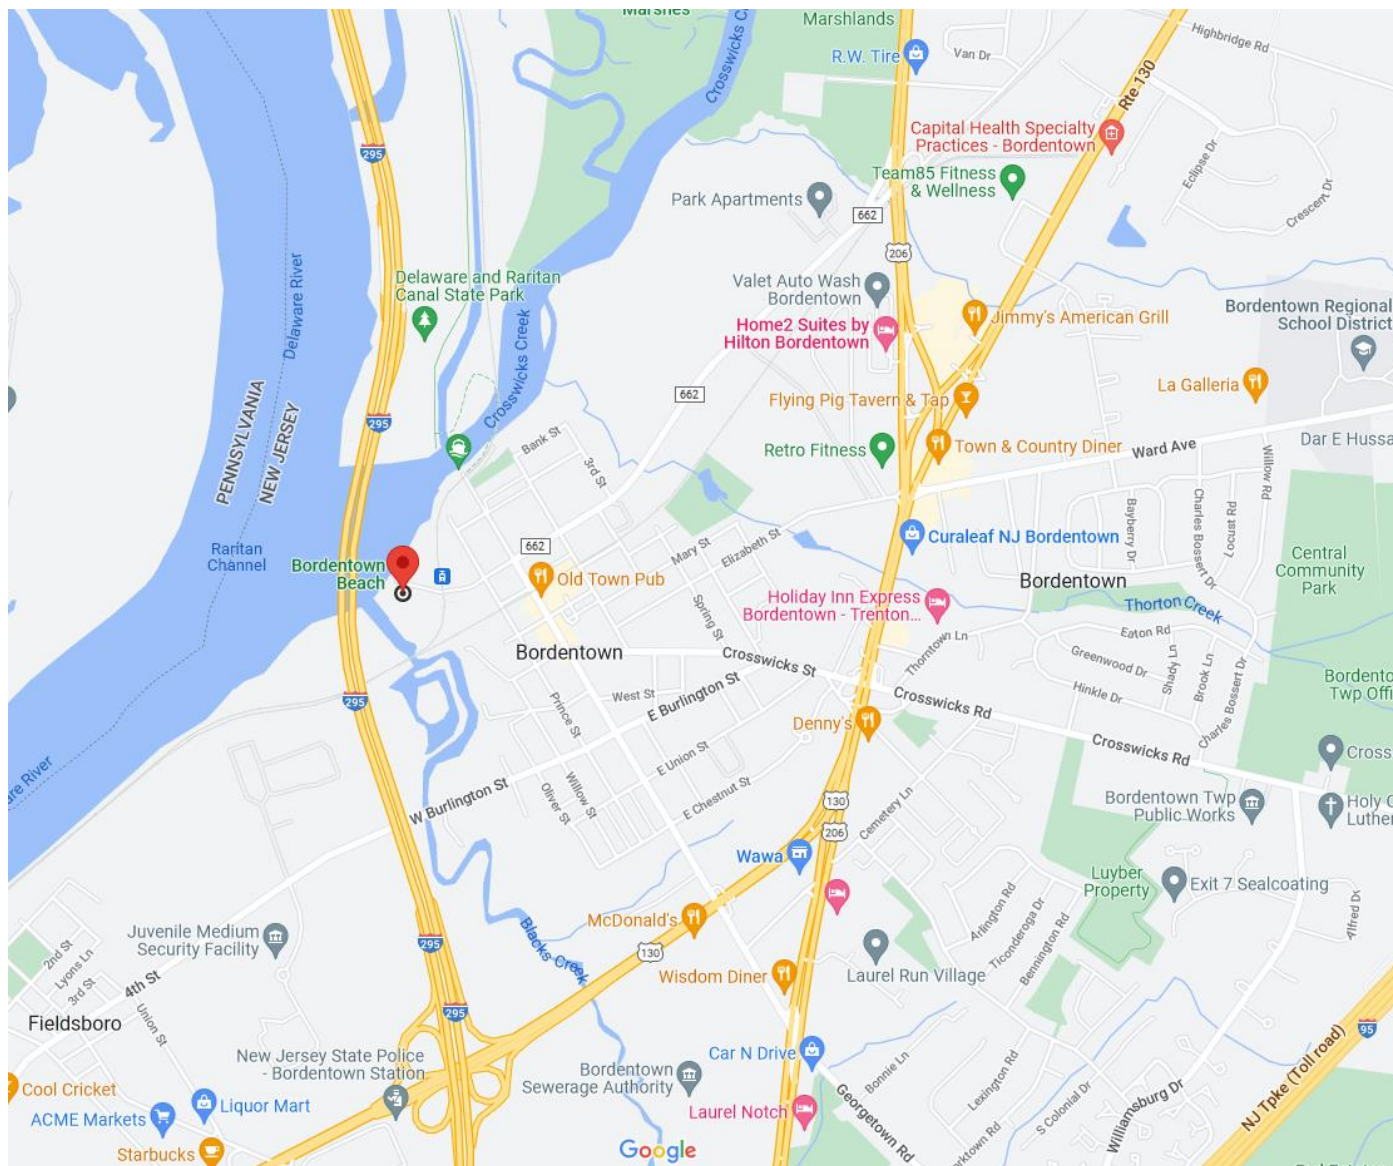 Marshes
Marshlands
Crosswicks C
R.W. Tire
Van Dr
Highbridge Rd
Rte 130
295
Capital Health Specialty
Practices - Bordentown
Team85 Fitness
& Wellness
Eclipse Dr
Crescent Dr
Park Apartments
662
206
Delaware River
Delaware and Raritan
Canal State Park
Valet Auto Wash
Bordentown
Home2 Suites by
Hilton Bordentown
Jimmy's American Grill
Bordentown Regional
School District
Crosswicks Creek
PENNSYLVANIA
NEW JERSEY
295
662
Flying Pig Tavern & Tap
La Galleria
Bank St
3rd St
Retro Fitness
Town & Country Diner
Ward Ave
Dar E Hussa
Willow Rd
Bayberry Dr
Charles Bossert Dr
Locust Rd
Raritan
Channel
Bordentown
Beach
662
Mary St
Elizabeth St
Curaleaf NJ Bordentown
Old Town Pub
Bordentown
Central
Community
Park
Holiday Inn Express
Bordentown - Trenton...
Thorton Creek
Spring St
Thorntown Ln
Eaton Rd
Greenwood Dr
Shady Ln
Brook Ln
Bordentown
Crosswicks St
Hinkle Dr
Charles Bossert Dr
Bordento
Twp Offi
295
West St
E Burlington St
Crosswicks Rd
Prince St
Denny's
Crosswicks Rd
Cross
are River
E Union St
Willow St
Oliver St
W Burlington St
E Chestnut St
130
206
Cemetery Ln
Bordentown Twp
Public Works
Holy C
Luther
Wawa
Luyber
Property
Exit 7 Sealcoating
McDonald's
Arlington Rd
Ticonderoga Dr
Bennington Rd
Alfred Dr
Juvenile Medium
Security Facility
295
Blacks Creek
130
Wisdom Diner
Laurel Run Village
2nd St
Lyons Ln
3rd St
4th St
Union St
Fieldsboro
295
95
New Jersey State Police
- Bordentown Station
Bordentown
Sewerage Authority
Car N Drive
Bonnie Ln
Lexington Rd
S Colonial Dr
Williamsburg Dr
NJ Tpke (Toll road)
Cool Cricket
ACME Markets
Liquor Mart
Laurel Notch
Georgetown Rd
rktown Rd
Starbucks
Google